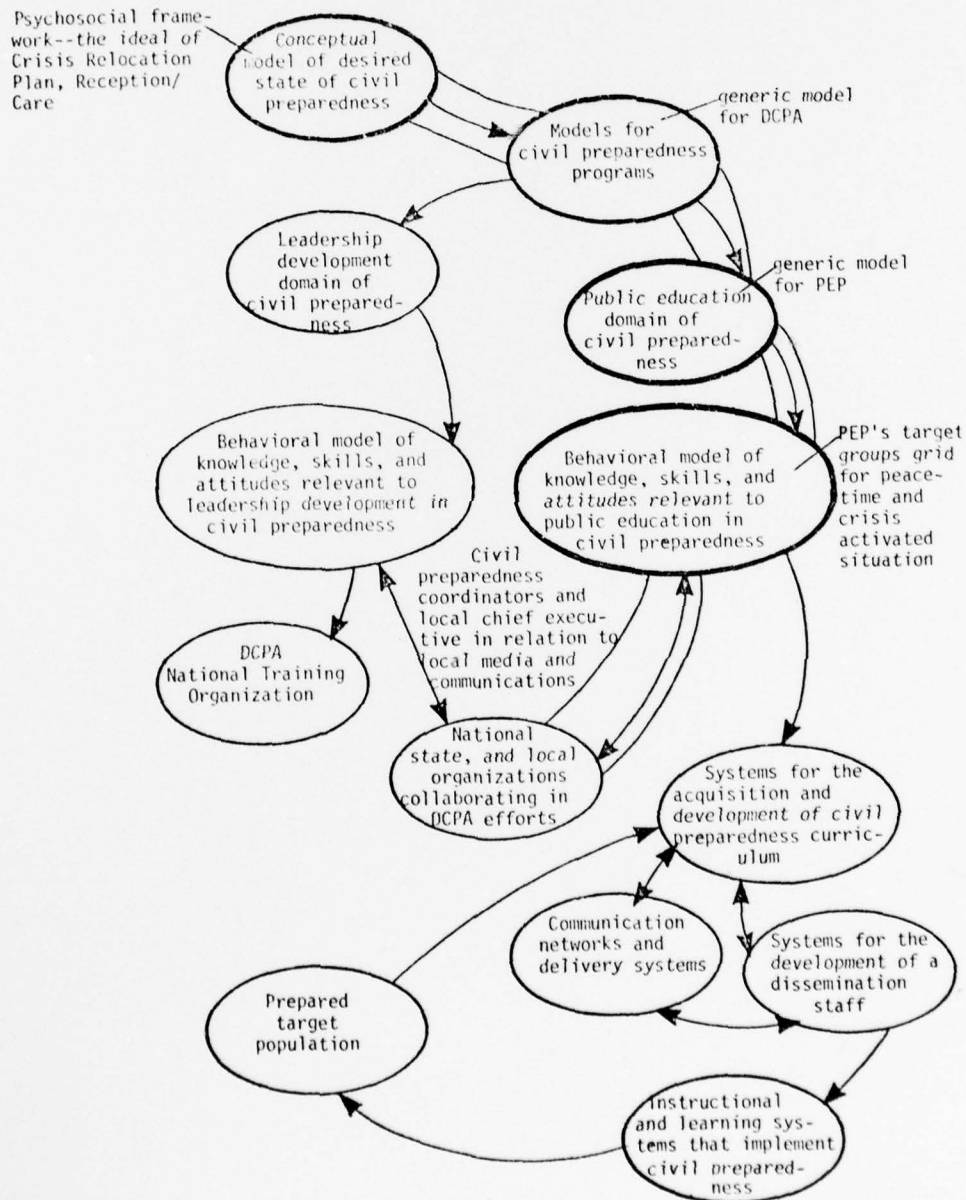 Psychosocial frame-
work--the ideal of
Crisis Relocation
Plan, Reception/
Care
Conceptual
model of desired
state of civil
preparedness
generic model
for DCPA
Models for
civil preparedness
programs
Leadership
development
domain of
civil prepared-
ness
generic model
for PEP
Public education
domain of
civil prepared-
ness
Behavioral model of
knowledge, skills, and
attitudes relevant to
leadership development in
civil preparedness
Behavioral model of
knowledge, skills, and
attitudes relevant to
public education in
civil preparedness
PEP's target
groups grid
for peace-
time and
crisis
activated
situation
Civil
preparedness
coordinators and
local chief execu-
tive in relation to
local media and
communications
DCPA
National Training
Organization
National
state, and local
organizations
collaborating in
DCPA efforts
Systems for the
acquisition and
development of civil
preparedness curric-
ulum
Communication
networks and
delivery systems
Systems for the
development of a
dissemination
staff
Prepared
target
population
Instructional
and learning sys-
tems that implement
civil prepared-
ness